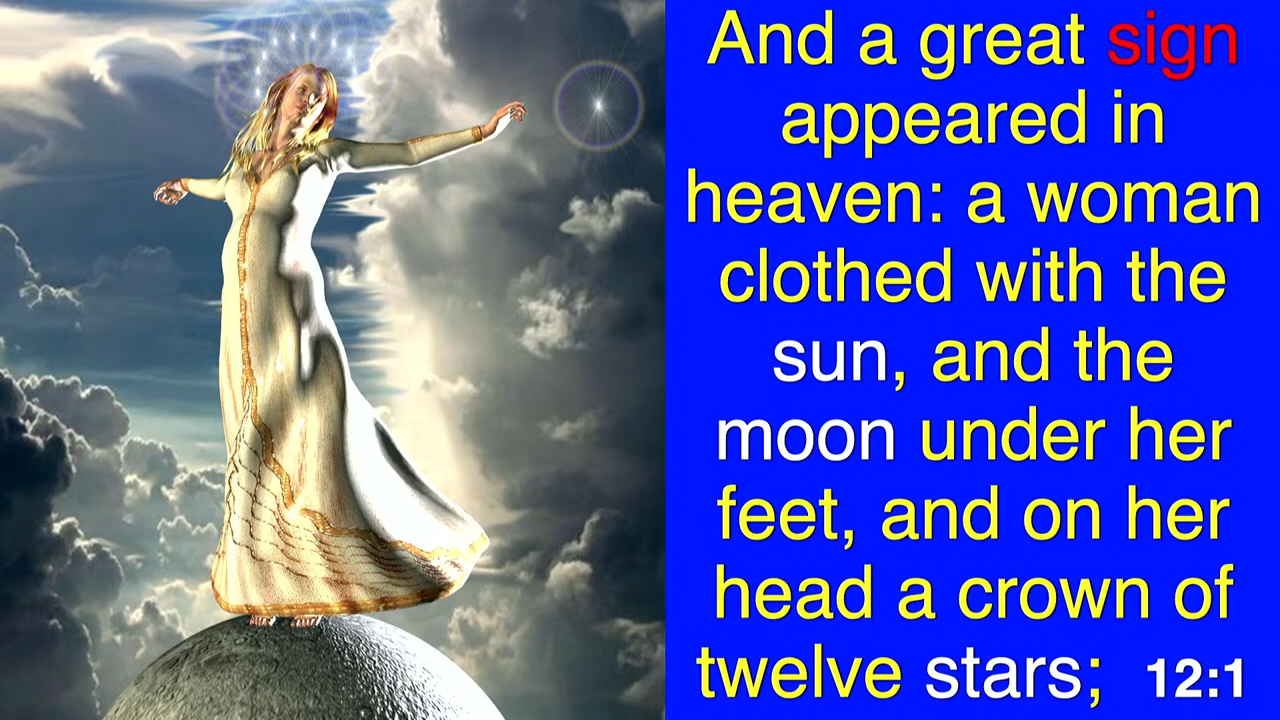 And a great sign
appeared in
heaven: a woman
clothed with the
sun, and the
moon under her
feet, and on her
head a crown of
twelve stars; 12:1